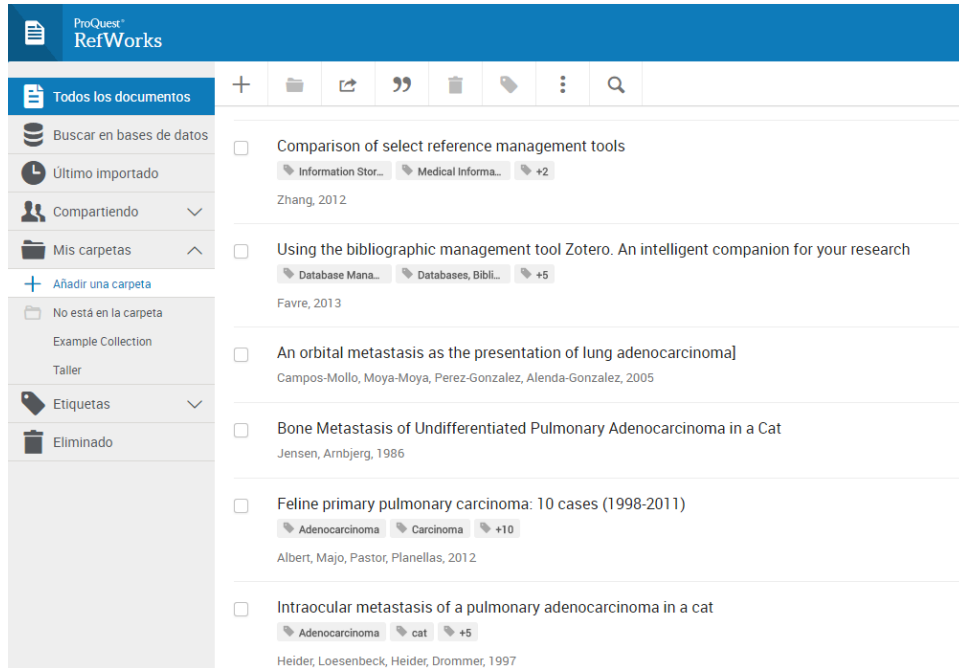 ProQuest®
RefWorks
Todos los documentos
Buscar en bases de datos
Último importado
Compartiendo
Mis carpetas
Añadir una carpeta
No está en la carpeta
Example Collection
Taller
Etiquetas
Eliminado
Comparison of select reference management tools
Information Stor... Medical Informa... +2
Zhang, 2012
Using the bibliographic management tool Zotero. An intelligent companion for your research
Database Mana... Databases, Bibli... +5
Favre, 2013
An orbital metastasis as the presentation of lung adenocarcinoma]
Campos-Mollo, Moya-Moya, Perez-Gonzalez, Alenda-Gonzalez, 2005
Bone Metastasis of Undifferentiated Pulmonary Adenocarcinoma in a Cat
Jensen, Arnbjerg, 1986
Feline primary pulmonary carcinoma: 10 cases (1998-2011)
Adenocarcinoma Carcinoma +10
Albert, Majo, Pastor, Planellas, 2012
Intraocular metastasis of a pulmonary adenocarcinoma in a cat
Adenocarcinoma cat +5
Heider, Loesenbeck, Heider, Drommer, 1997